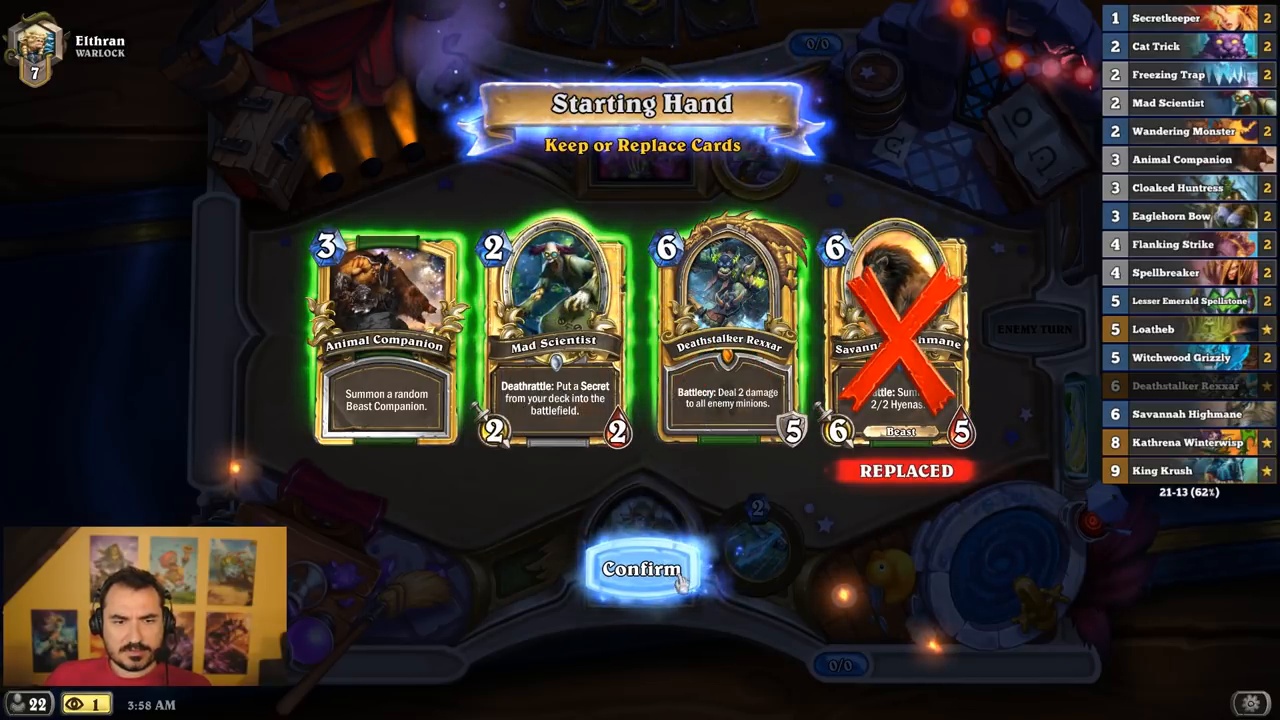 Elthran
WARLOCK
7
0/0
Starting Hand
Keep or Replace Cards
3
Animal Companion
Summon a random
Beast Companion.
2
Mad Scientist
Deathrattle: Put a Secret
from your deck into the
battlefield.
2
2
6
Deathstalker Rexxar
Battlecry: Deal 2 damage
to all enemy minions.
5
6
2/2 Hyenas
Beast
6
5
REPLACED
ENEMY TURN
Confirm
2
0/0
1 Secretkeeper 2
2 Cat Trick 2
2 Freezing Trap 2
2 Mad Scientist
2 Wandering Monster 2
3 Animal Companion
3 Cloaked Huntress 2
3 Eaglehorn Bow 2
4 Flanking Strike 2
4 Spellbreaker 2
5 Lesser Emerald Spellstone 2
5 Loatheb
5 Witchwood Grizzly 2
6 Deathstalker Rexxar
6 Savannah Highmane
8 Kathrena Winterwisp
9 King Krush
21-13 (62%)
22
1
3:58 AM